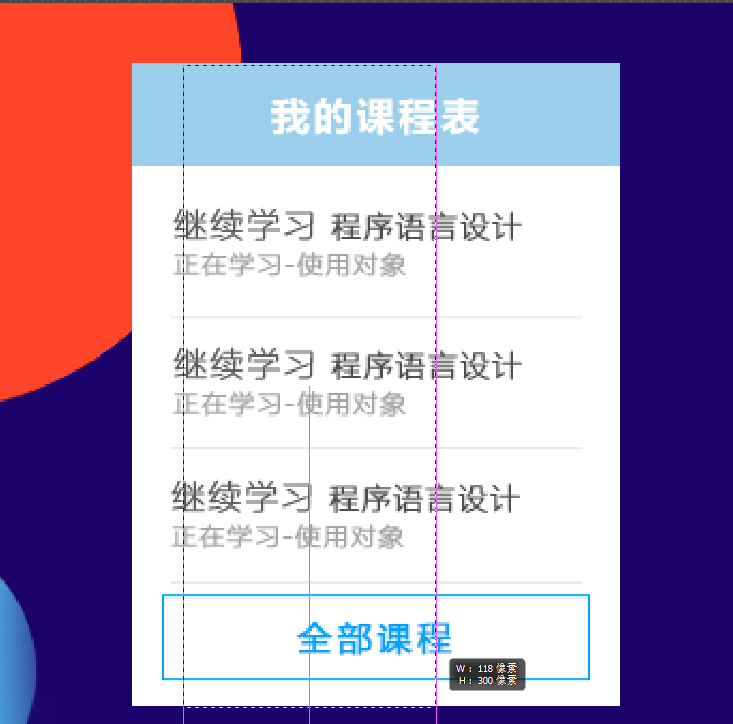 我的课程表
继续学习 程序语言设计
正在学习-使用对象
继续学习 程序语言设计
正在学习-使用对象
继续学习 程序语言设计
正在学习-使用对象
全部课程
W： 118 像素
H： 300 像素